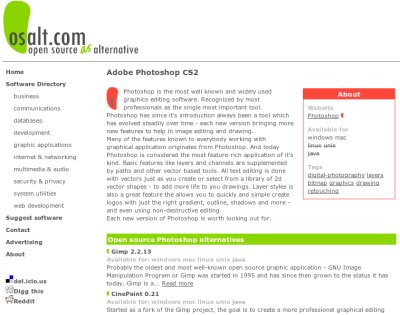 osalt.com
open source as alternative
Home
Software Directory
business
communications
databases
development
graphic applications
internet & networking
multimedia & audio
security & privacy
system utilities
web development
Suggest software
Contact
Advertising
About
del.icio.us
Digg this
Reddit
Adobe Photoshop CS2
Photoshop is the most well known and widely used
graphics editing software. Recognized by most
professionals as the single most important tool.
Photoshop has since it's introduction always been a tool which
has evolved steadily over time - each new version bringing more
new features to help in image editing and drawing.
Many of the features known to everybody working with
graphical application originates from Photoshop. And today
Photoshop is considered the most feature-rich application of it's
kind. Basic features like layers and channels are supplemented
by paths and other vector based tools. All text editing is done
with vectors just as you create or select from a library of 2d
vector shapes - to add more life to you drawings. Layer styles is
also a great feature the allows you to quickly and simple create
logos with just the right gradient, outline, shadows and more -
and even using non-destructive editing.
Each new version of Photoshop is worth looking out for.
About
Website
Photoshop
Available for
windows mac
linux unix
java
Tags
digital-photography layers
bitmap graphics drawing
retouching
Open source Photoshop alternatives
Gimp 2.2.13
Available for: windows mac linux unix java
Probably the oldest and most well-known open source graphic application - GNU Image
Manipulation Program or Gimp was started in 1995 and has since then grown to the status it has
today. Gimp is a... Read more
CinePaint 0.21
Available for: windows mac linux unix java
Started as a fork of the Gimp project, the goal is to create a more professional graphical editing